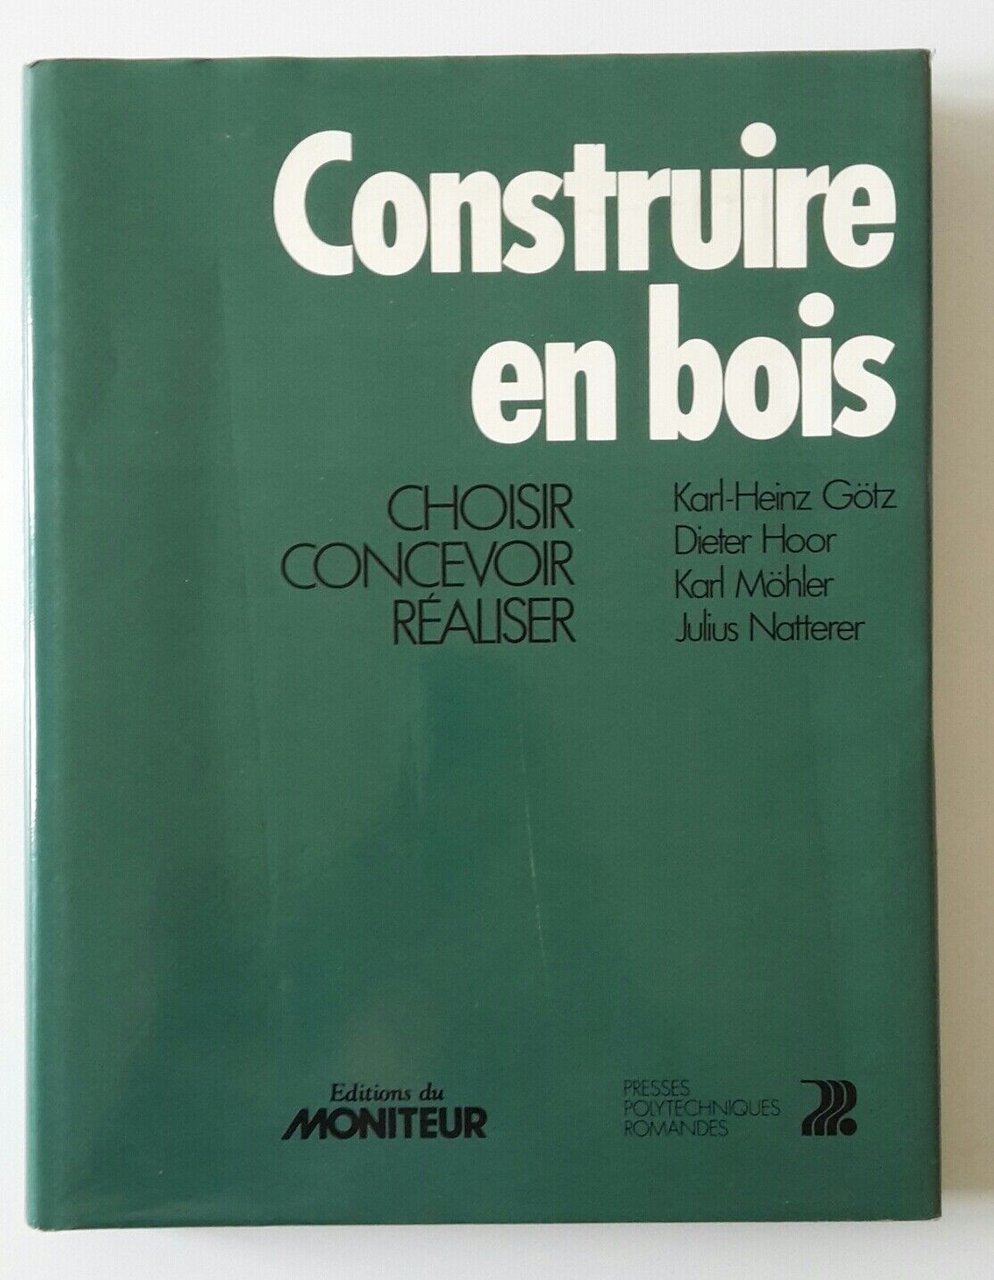 Construire
en bois
CHOISIR
CONCEVOIR
RÉALISER
Karl-Heinz Götz
Dieter Hoor
Karl Möhler
Julius Natterer
Editions du
MONITEUR
PRESSES
POLYTECHNIQUES
ROMANDES